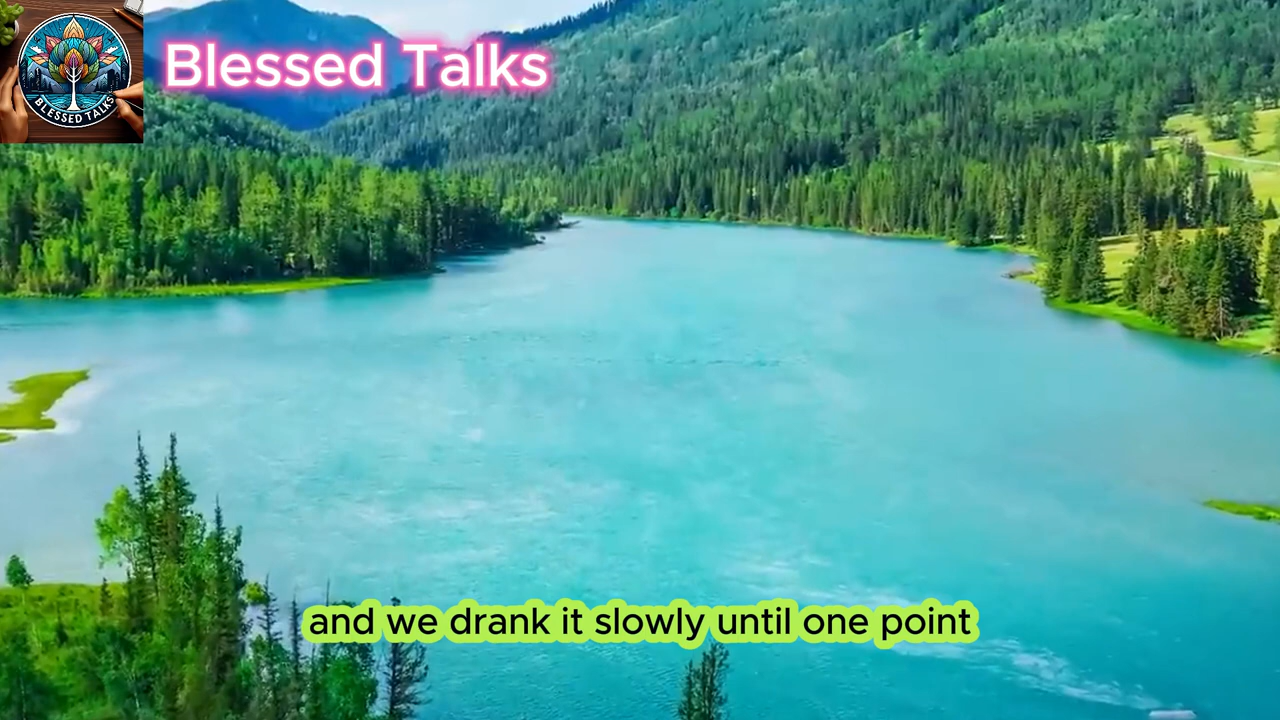 Blessed Talks
BLESSED TALKS
and we drank it slowly until one point